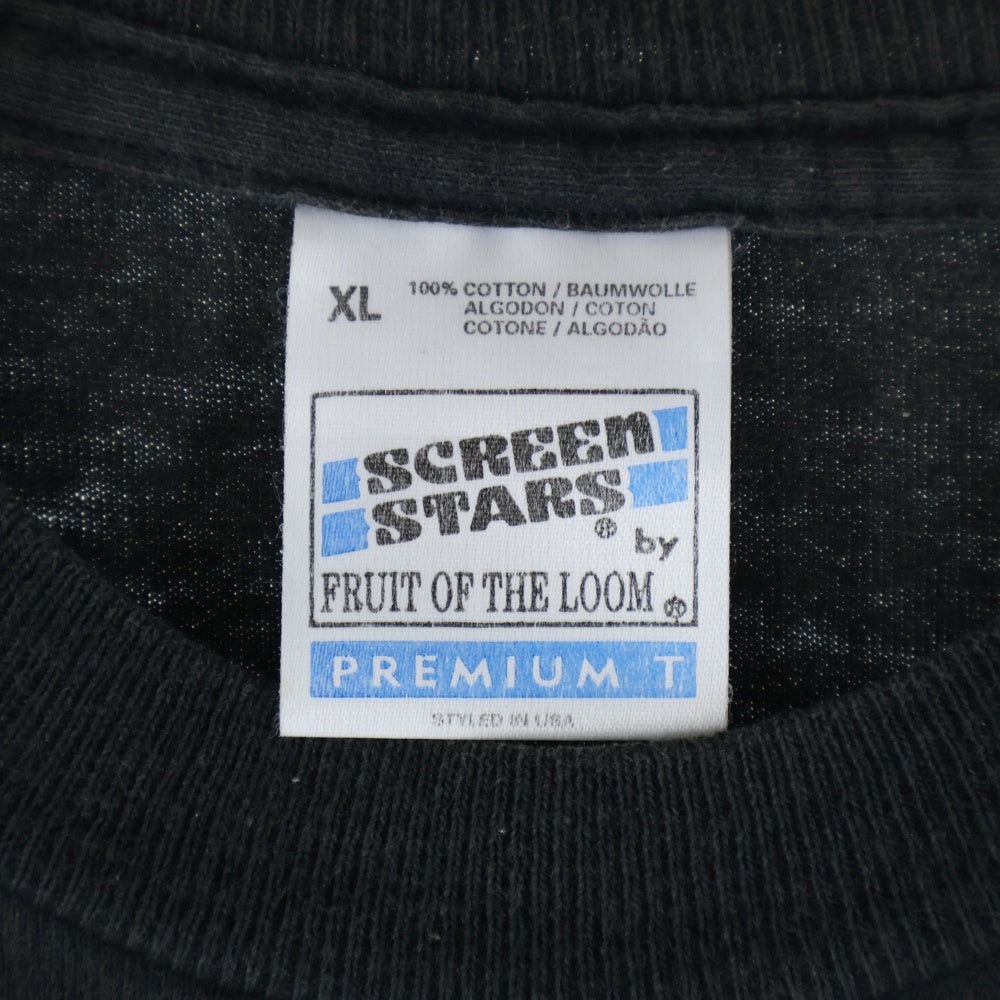 XL
100% COTTON / BAUMWOLLE
ALGODON / COTON
COTONE / ALGODÃO
SCREEN
STARS® by
FRUIT OF THE LOOM ®
PREMIUM T
STYLED IN USA